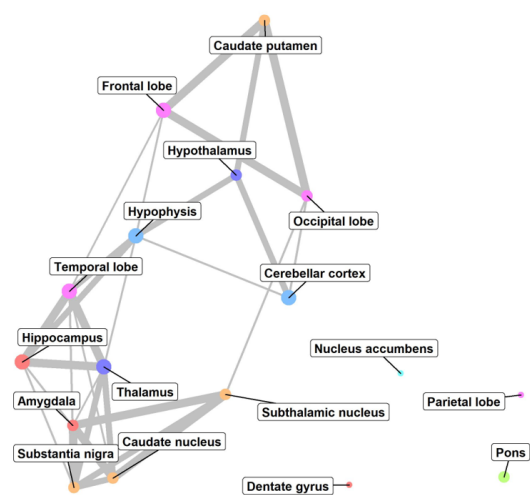 Caudate putamen
Frontal lobe
Hypothalamus
Hypophysis
Occipital lobe
Temporal lobe
Cerebellar cortex
Hippocampus
Nucleus accumbens
Thalamus
Amygdala
Parietal lobe
Subthalamic nucleus
Caudate nucleus
Substantia nigra
Pons
Dentate gyrus